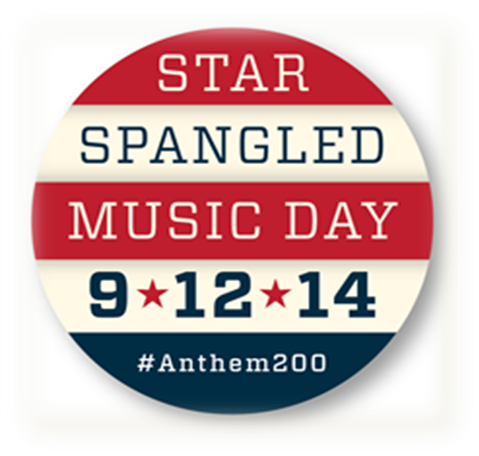 STAR
SPANGLED
MUSIC DAY
9★12★14
#Anthem200